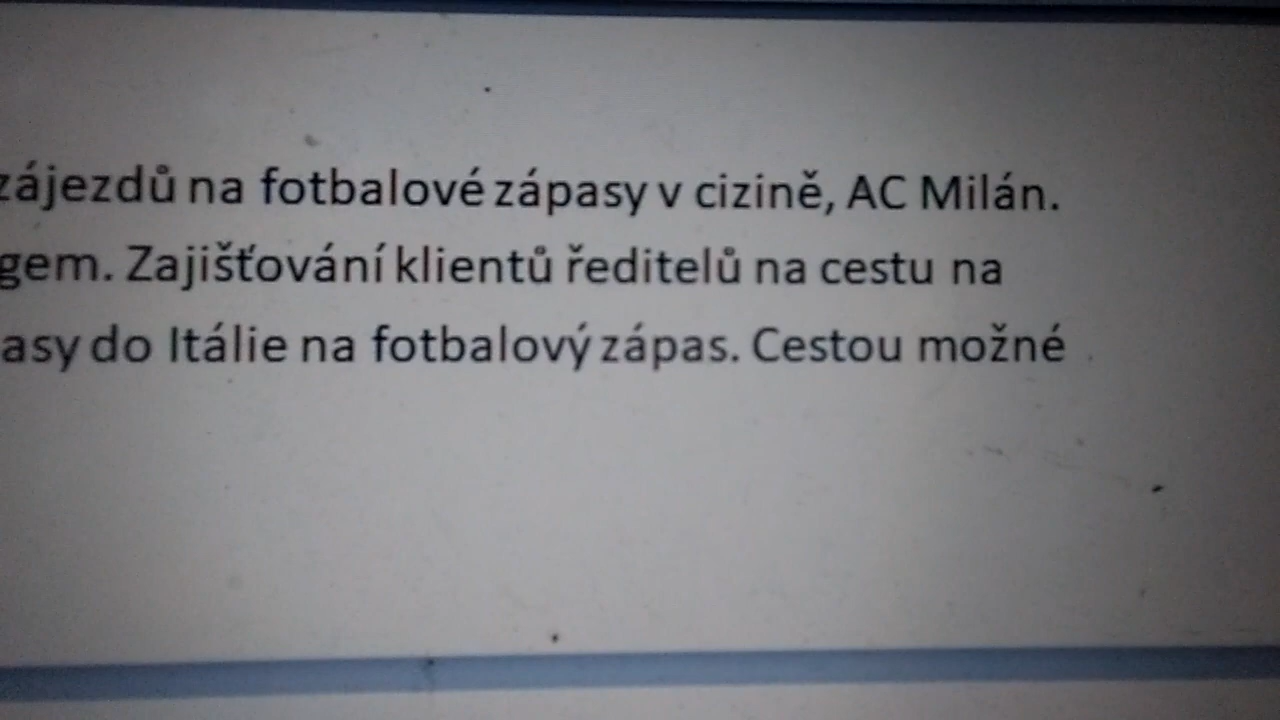 zájezdů na fotbalové zápasy v cizině, AC Milán.
gem. Zajišťování klientů ředitelů na cestu na
asy do Itálie na fotbalový zápas. Cestou možné